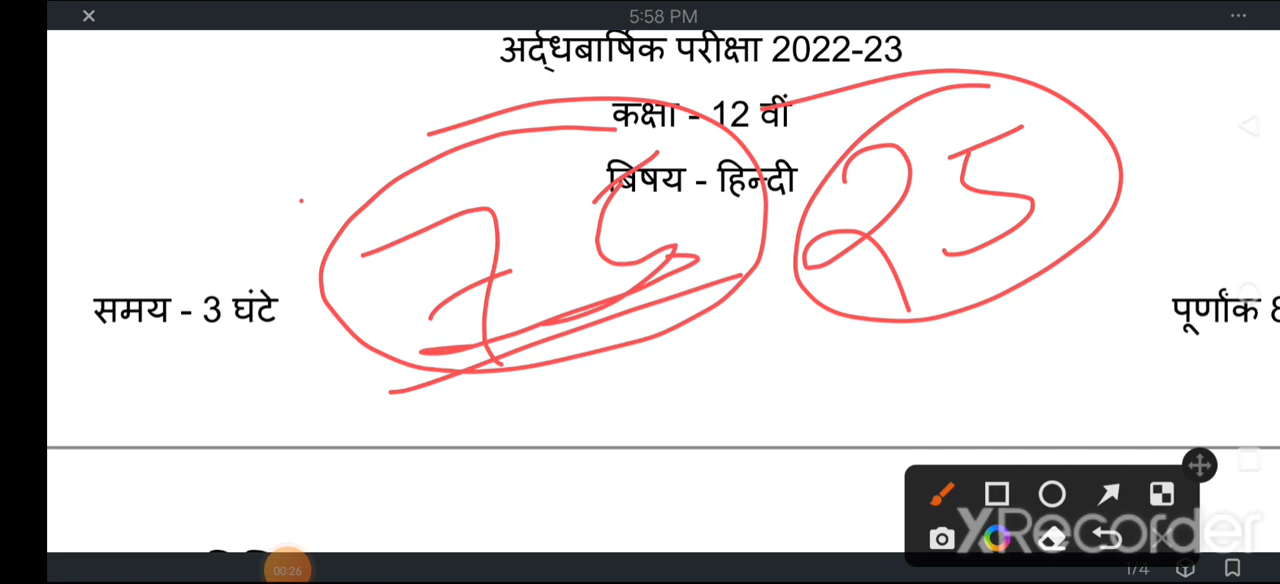 5:58 PM
अर्द्धबार्षिक परीक्षा 2022-23
कक्षा - 12 वीं
बिषय - हिन्दी
75 25
समय - 3 घंटे
पूर्णांक 8
XRecorder
1/4
00:26